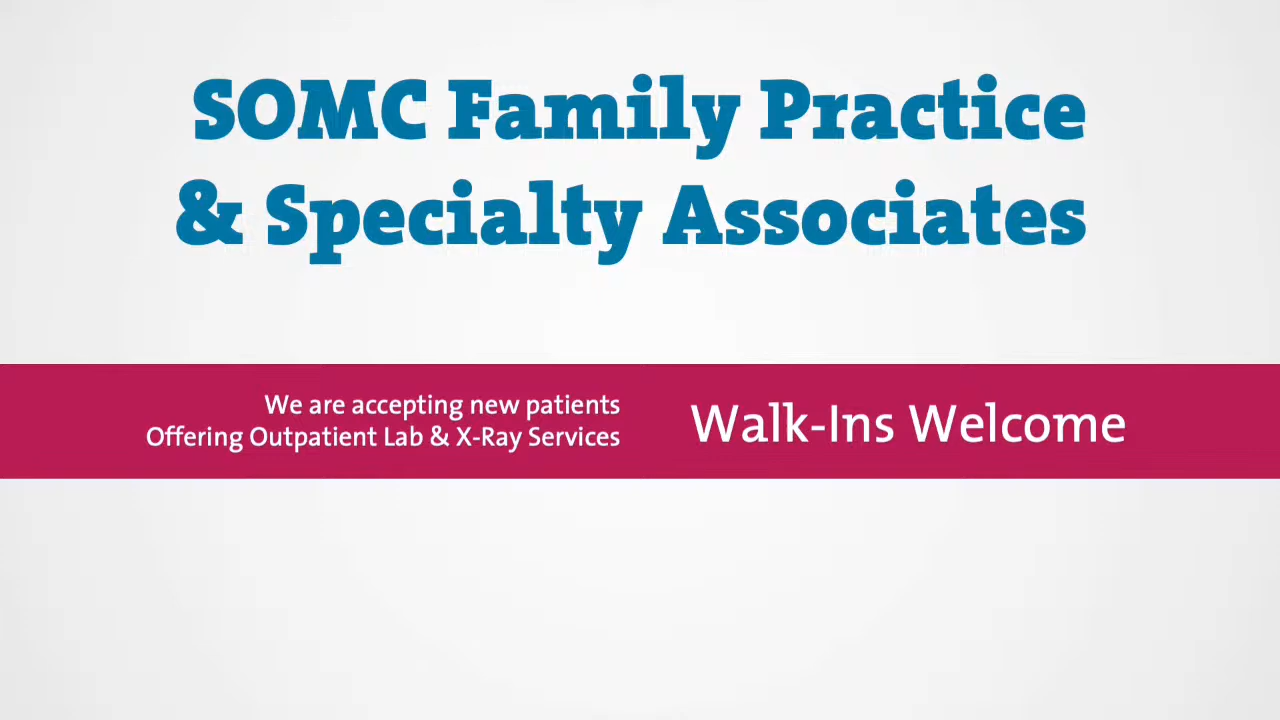 SOMC Family Practice
& Specialty Associates
We are accepting new patients
Offering Outpatient Lab & X-Ray Services
Walk-Ins Welcome